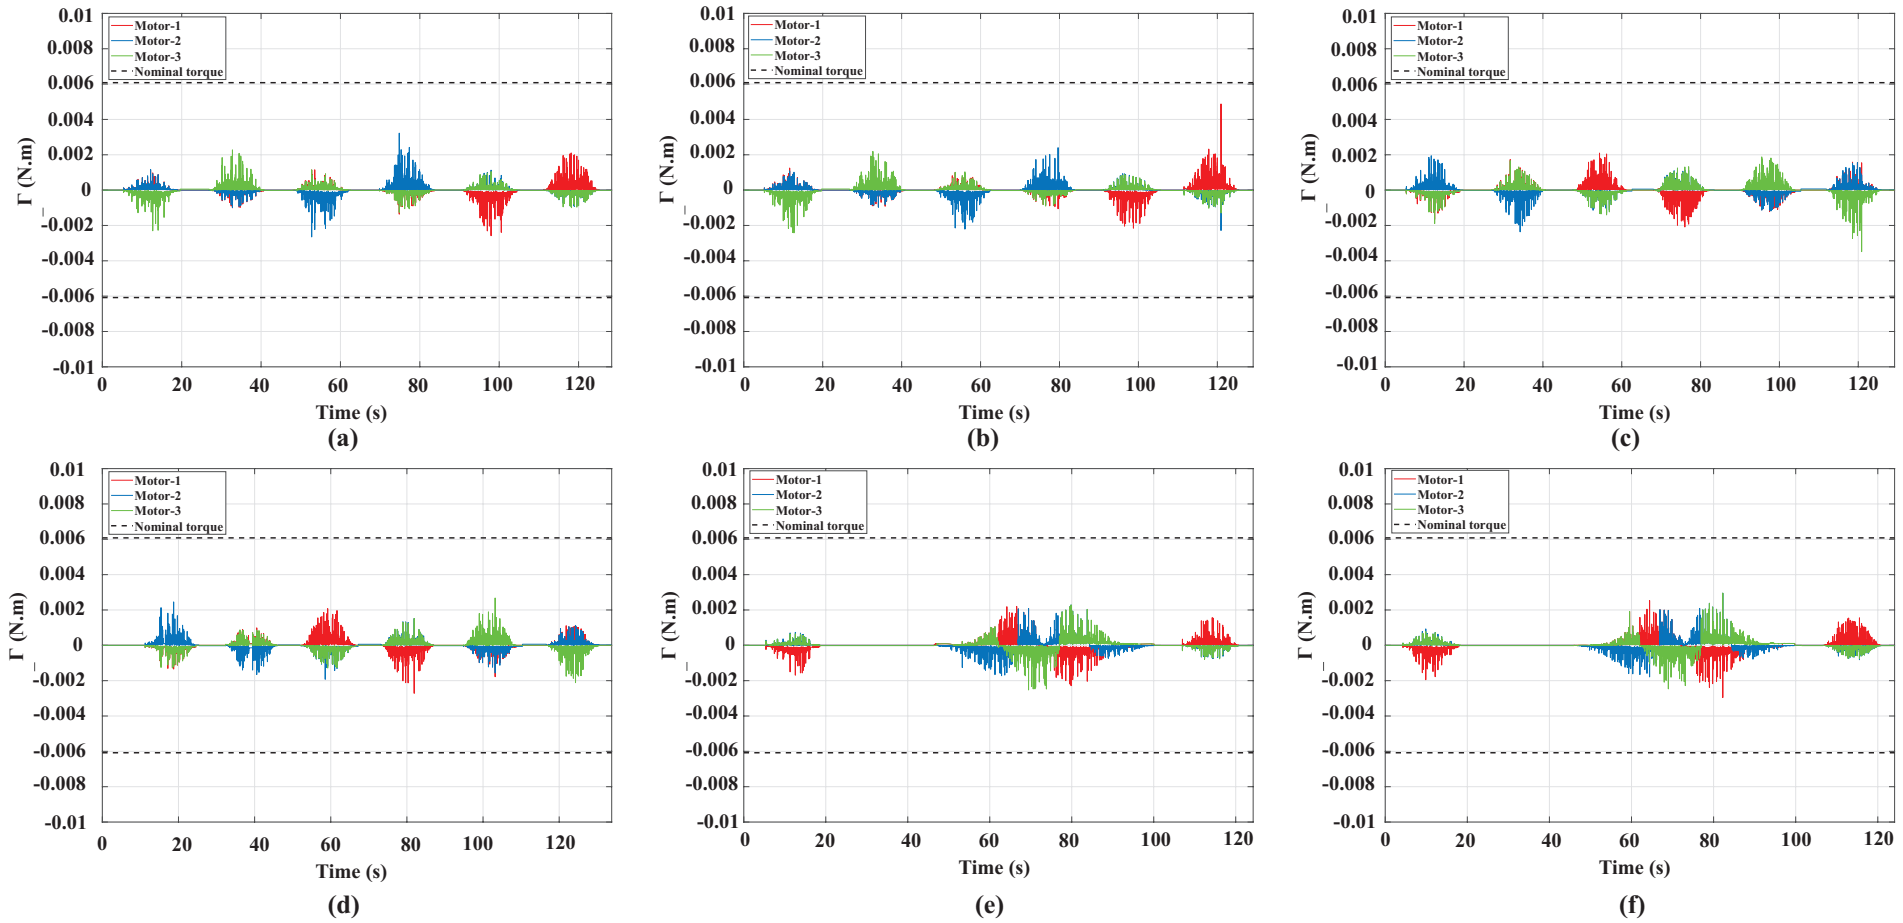 0.01
0.008
0.006
0.004
0.002
0
-0.002
-0.004
-0.006
-0.008
-0.01
Γ_ (N.m)
Motor-1
Motor-2
Motor-3
Nominal torque
0 20 40 60 80 100 120
Time (s)
(a)
0.01
0.008
0.006
0.004
0.002
0
-0.002
-0.004
-0.006
-0.008
-0.01
Γ_ (N.m)
Motor-1
Motor-2
Motor-3
Nominal torque
0 20 40 60 80 100 120
Time (s)
(b)
0.01
0.008
0.006
0.004
0.002
0
-0.002
-0.004
-0.006
-0.008
-0.01
Γ_ (N.m)
Motor-1
Motor-2
Motor-3
Nominal torque
0 20 40 60 80 100 120
Time (s)
(c)
0.01
0.008
0.006
0.004
0.002
0
-0.002
-0.004
-0.006
-0.008
-0.01
Γ_ (N.m)
Motor-1
Motor-2
Motor-3
Nominal torque
0 20 40 60 80 100 120
Time (s)
(d)
0.01
0.008
0.006
0.004
0.002
0
-0.002
-0.004
-0.006
-0.008
-0.01
Γ_ (N.m)
Motor-1
Motor-2
Motor-3
Nominal torque
0 20 40 60 80 100 120
Time (s)
(e)
0.01
0.008
0.006
0.004
0.002
0
-0.002
-0.004
-0.006
-0.008
-0.01
Γ_ (N.m)
Motor-1
Motor-2
Motor-3
Nominal torque
0 20 40 60 80 100 120
Time (s)
(f)